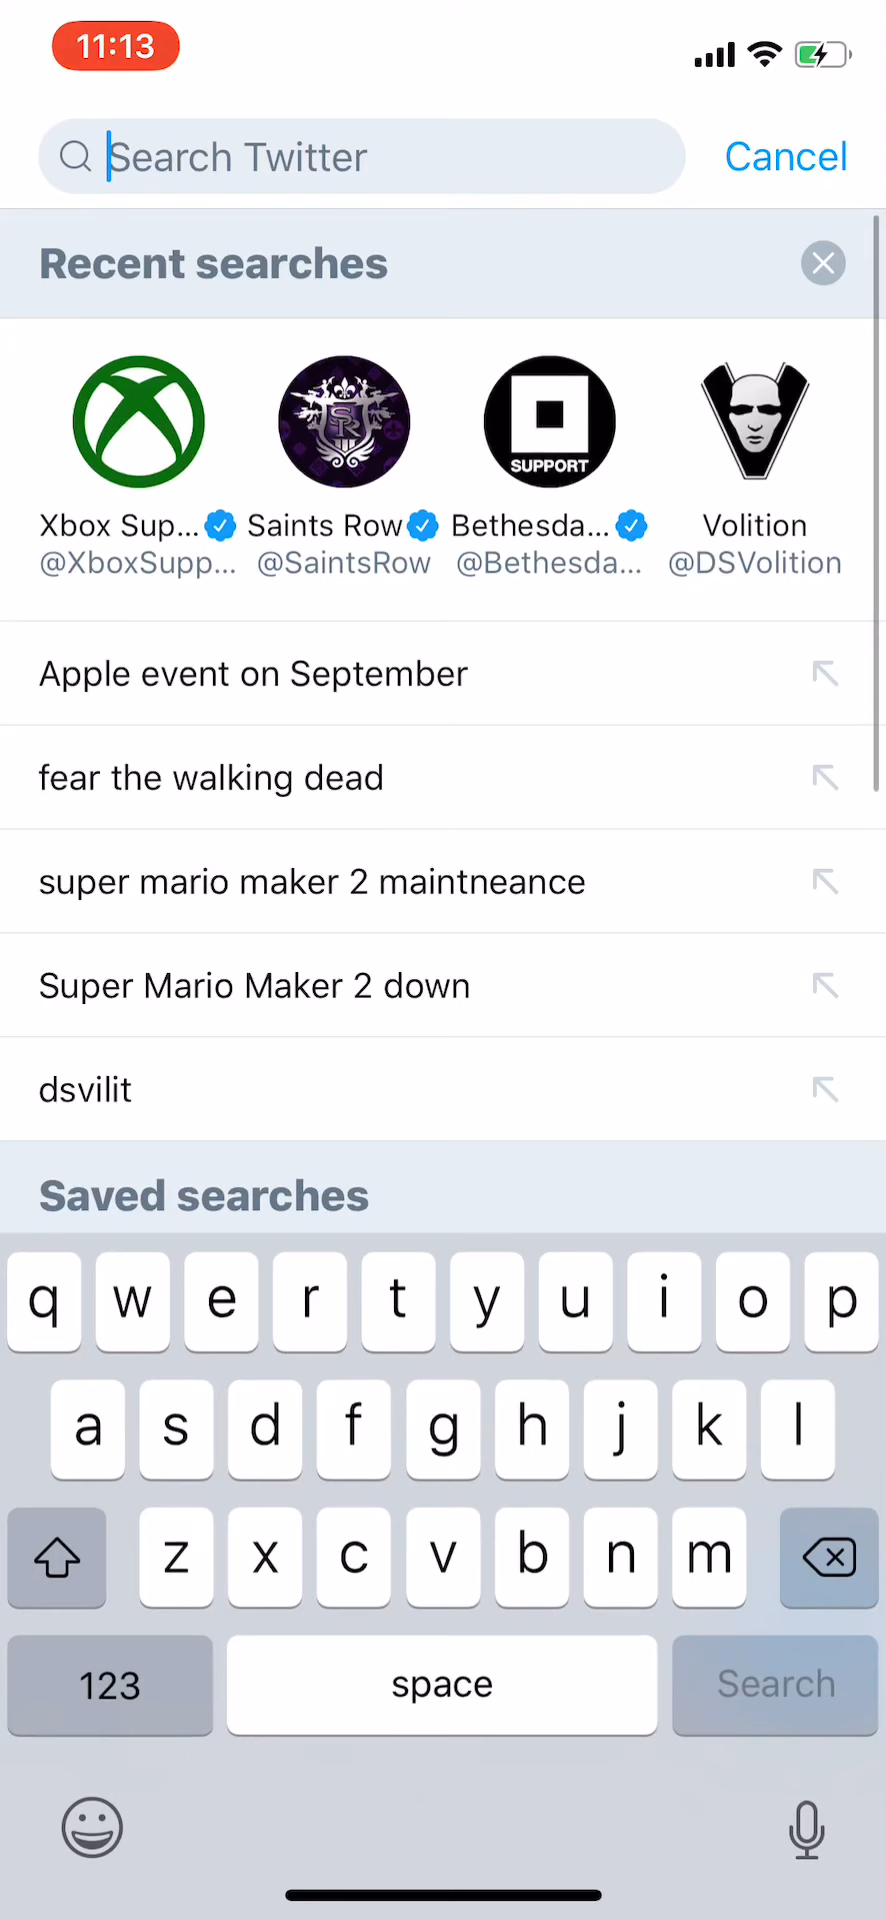 11:13
Search Twitter
Cancel
Recent searches
SR
SUPPORT
Xbox Sup... Saints Row Bethesda... Volition
@XboxSupp... @SaintsRow @Bethesda... @DSVolition
Apple event on September
fear the walking dead
super mario maker 2 maintneance
Super Mario Maker 2 down
dsvilit
Saved searches
q w e r t y u i o p
a s d f g h j k l
z x c v b n m
123 space Search